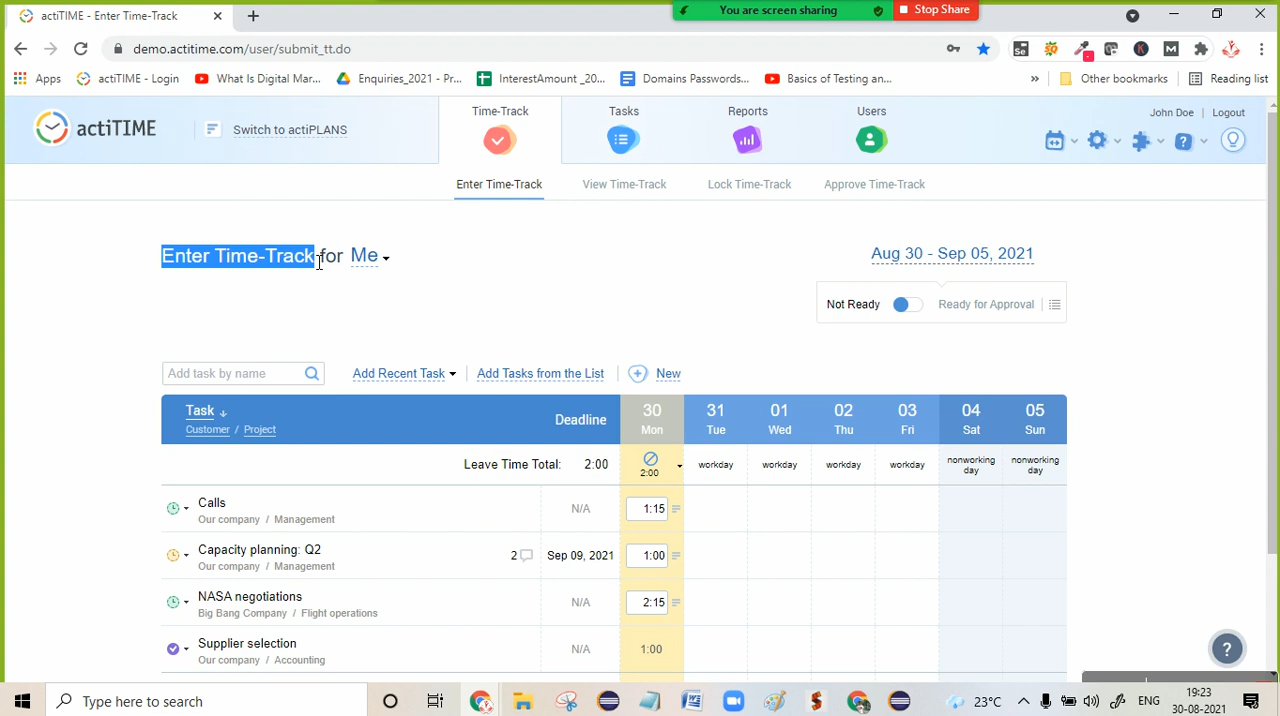 actiTIME - Enter Time-Track
You are screen sharing
Stop Share
demo.actitime.com/user/submit_tt.do
Apps
actiTIME - Login
What Is Digital Mar...
Enquiries_2021 - Pr...
InterestAmount _20...
Domains Passwords...
Basics of Testing an...
Other bookmarks
Reading list
actiTIME
Switch to actiPLANS
Time-Track
Tasks
Reports
Users
John Doe
Logout
Enter Time-Track
View Time-Track
Lock Time-Track
Approve Time-Track
Enter Time-Track for Me
Aug 30 - Sep 05, 2021
Not Ready
Ready for Approval
Add task by name
Add Recent Task
Add Tasks from the List
New
Task
Customer / Project
Deadline
30 Mon
31 Tue
01 Wed
02 Thu
03 Fri
04 Sat
05 Sun
Leave Time Total: 2:00
2:00
workday
workday
workday
workday
nonworking
day
nonworking
day
Calls
Our company / Management
N/A
1:15
Capacity planning: Q2
Our company / Management
2
Sep 09, 2021
1:00
NASA negotiations
Big Bang Company / Flight operations
N/A
2:15
Supplier selection
Our company / Accounting
N/A
1:00
?
Type here to search
23°C
ENG
19:23
30-08-2021